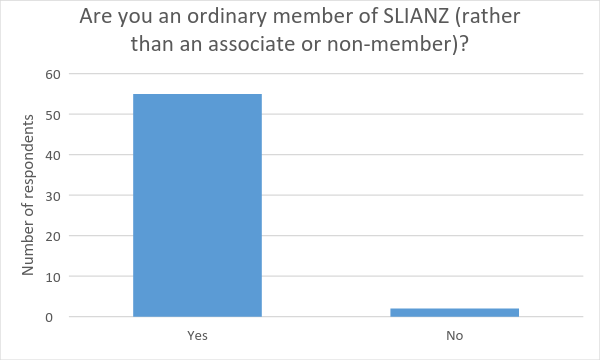 Are you an ordinary member of SLIANZ (rather
than an associate or non-member)?
Number of respondents
60
50
40
30
20
10
0
Yes
No